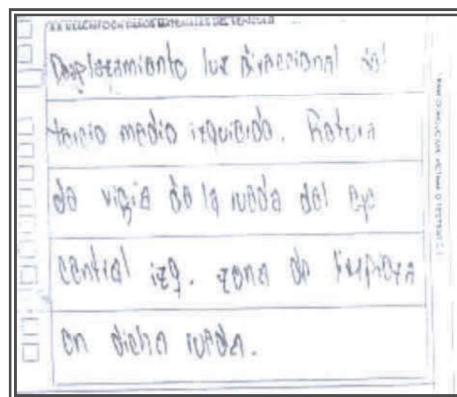 Desplazamiento luz direccional del
tercio medio izquierdo. Rotura
de vigia de la rueda del eje
central izq. zona de limpieza
en dicha rueda.